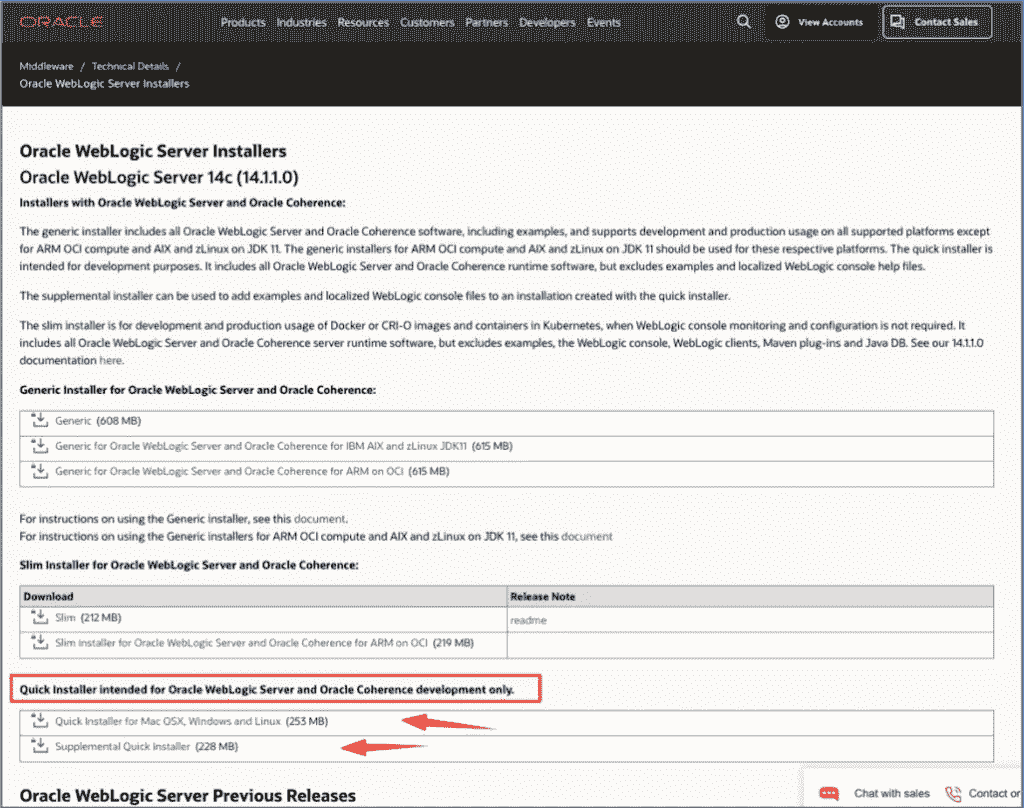 ORACLE
Products Industries Resources Customers Partners Developers Events
View Accounts
Contact Sales
Middleware / Technical Details /
Oracle WebLogic Server Installers
Oracle WebLogic Server Installers
Oracle WebLogic Server 14c (14.1.1.0)
Installers with Oracle WebLogic Server and Oracle Coherence:
The generic installer includes all Oracle WebLogic Server and Oracle Coherence software, including examples, and supports development and production usage on all supported platforms except
for ARM OCI compute and AIX and zLinux on JDK 11. The generic installers for ARM OCI compute and AIX and zLinux on JDK 11 should be used for these respective platforms. The quick installer is
intended for development purposes. It includes all Oracle WebLogic Server and Oracle Coherence runtime software, but excludes examples and localized WebLogic console help files.
The supplemental installer can be used to add examples and localized WebLogic console files to an installation created with the quick installer.
The slim installer is for development and production usage of Docker or CRI-O images and containers in Kubernetes, when WebLogic console monitoring and configuration is not required. It
includes all Oracle WebLogic Server and Oracle Coherence server runtime software, but excludes examples, the WebLogic console, WebLogic clients, Maven plug-ins and Java DB. See our 14.1.1.0
documentation here.
Generic Installer for Oracle WebLogic Server and Oracle Coherence:
Generic (608 MB)
Generic for Oracle WebLogic Server and Oracle Coherence for IBM AIX and zLinux JDK11 (615 MB)
Generic for Oracle WebLogic Server and Oracle Coherence for ARM on OCI (615 MB)
For instructions on using the Generic installer, see this document.
For instructions on using the Generic installers for ARM OCI compute and AIX and zLinux on JDK 11, see this document
Slim Installer for Oracle WebLogic Server and Oracle Coherence:
Download Release Note
Slim (212 MB) readme
Slim Installer for Oracle WebLogic Server and Oracle Coherence for ARM on OCI (219 MB)
Quick Installer intended for Oracle WebLogic Server and Oracle Coherence development only.
Quick Installer for Mac OSX, Windows and Linux (253 MB)
Supplemental Quick Installer (228 MB)
Oracle WebLogic Server Previous Releases
Chat with sales
Contact or